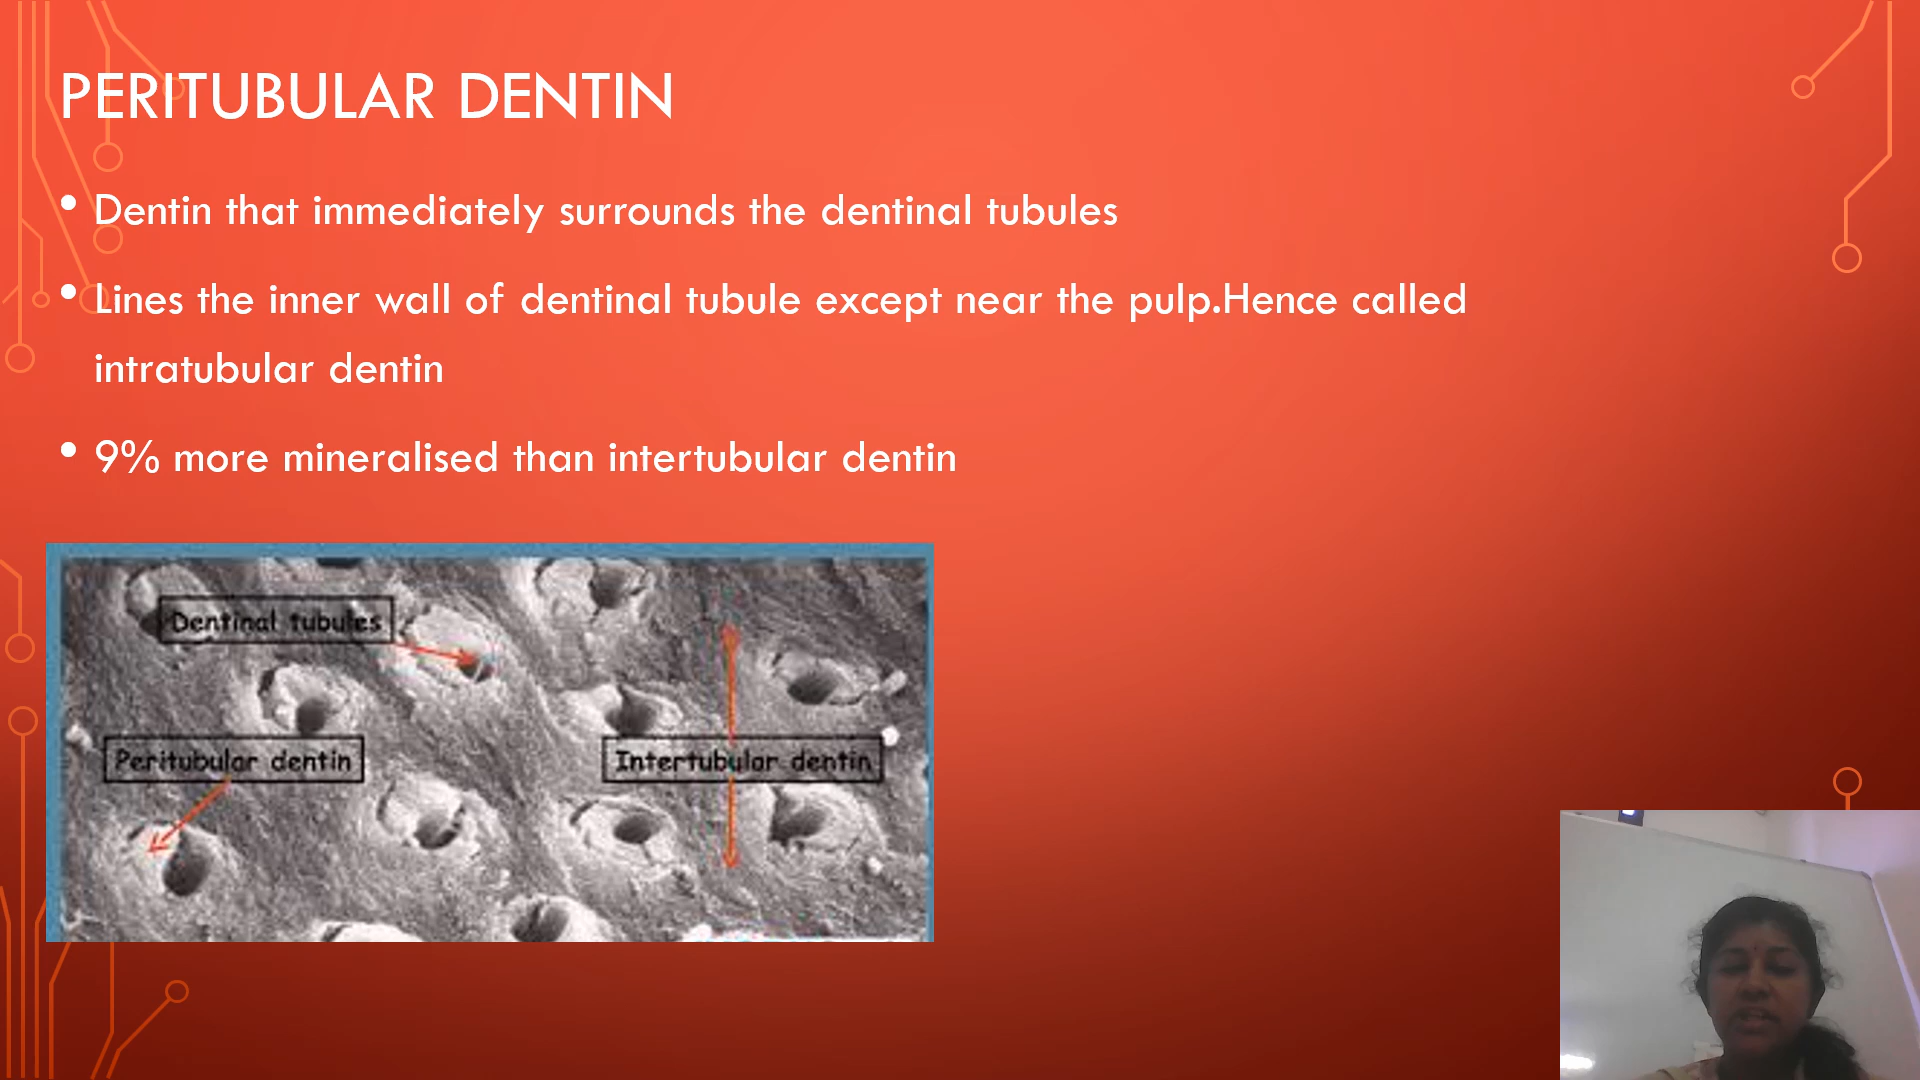 PERITUBULAR DENTIN
• Dentin that immediately surrounds the dentinal tubules
• Lines the inner wall of dentinal tubule except near the pulp.Hence called
intratubular dentin
• 9% more mineralised than intertubular dentin
Dentinal tubules
Peritubular dentin
Intertubular dentin